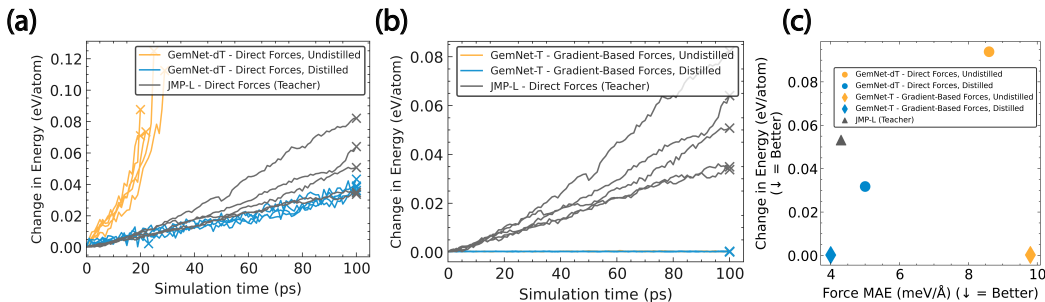 (a)
0.12
0.10
0.08
0.06
0.04
0.02
0.00
Change in Energy (eV/atom)
GemNet-dT - Direct Forces, Undistilled
GemNet-dT - Direct Forces, Distilled
JMP-L - Direct Forces (Teacher)
0 20 40 60 80 100
Simulation time (ps)
(b)
0.08
0.06
0.04
0.02
0.00
Change in Energy (eV/atom)
GemNet-T - Gradient-Based Forces, Undistilled
GemNet-T - Gradient-Based Forces, Distilled
JMP-L - Direct Forces (Teacher)
0 20 40 60 80 100
Simulation time (ps)
(c)
0.08
0.06
0.04
0.02
0.00
Change in Energy (eV/atom)
(↓ = Better)
GemNet-dT - Direct Forces, Undistilled
GemNet-dT - Direct Forces, Distilled
GemNet-T - Gradient-Based Forces, Undistilled
GemNet-T - Gradient-Based Forces, Distilled
JMP-L (Teacher)
4 6 8 10
Force MAE (meV/Å) (↓ = Better)